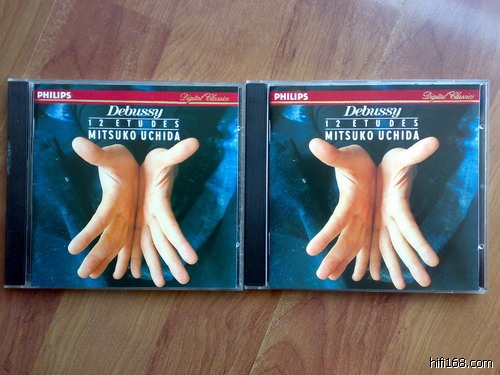 PHILIPS Digital Classics
Debussy
12 ETUDES
MITSUKO UCHIDA
PHILIPS Digital Classics
Debussy
12 ETUDES
MITSUKO UCHIDA
hifi168.com